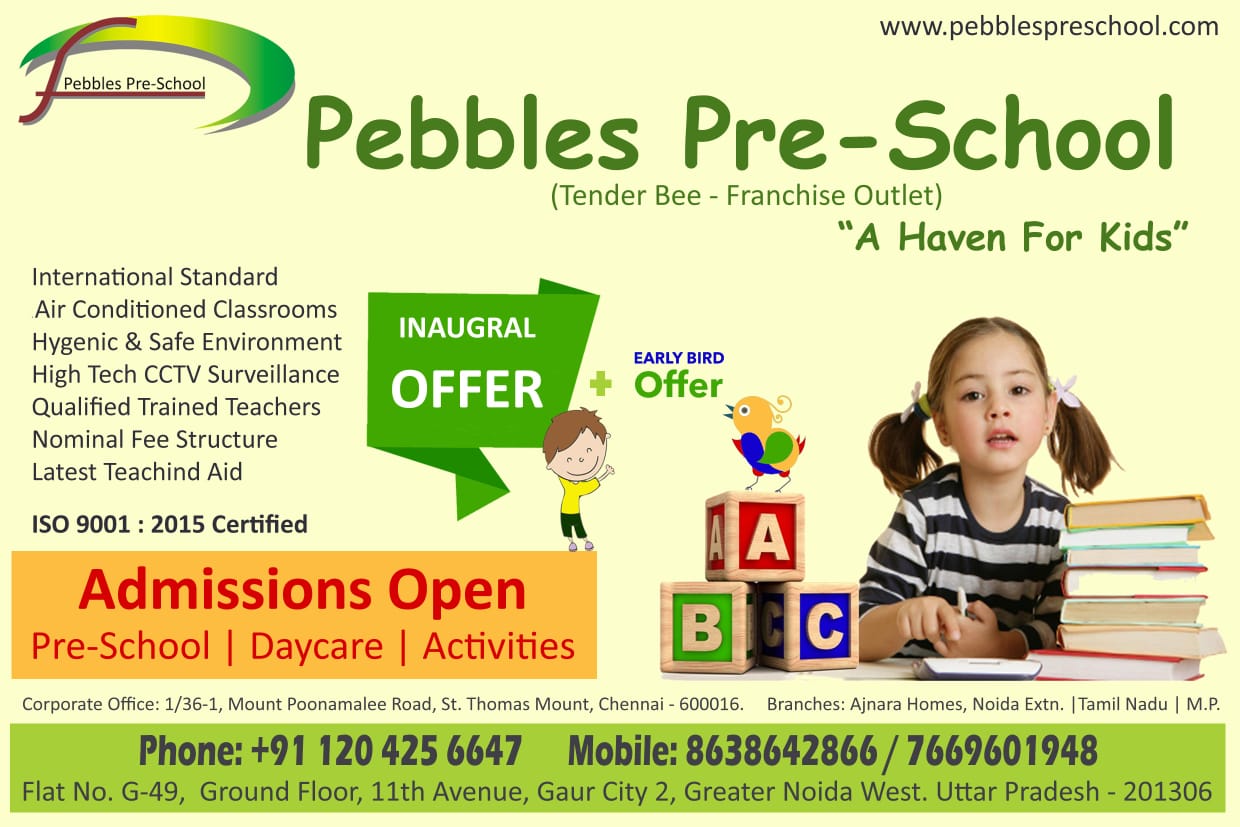 www.pebblespreschool.com
Pebbles Pre-School
Pebbles Pre-School
(Tender Bee - Franchise Outlet)
“A Haven For Kids”
International Standard
Air Conditioned Classrooms
Hygenic & Safe Environment
High Tech CCTV Surveillance
Qualified Trained Teachers
Nominal Fee Structure
Latest Teachind Aid
ISO 9001 : 2015 Certified
INAUGRAL
OFFER
+
EARLY BIRD
Offer
A A
B C C
Admissions Open
Pre-School | Daycare | Activities
Corporate Office: 1/36-1, Mount Poonamalee Road, St. Thomas Mount, Chennai - 600016. Branches: Ajnara Homes, Noida Extn. |Tamil Nadu | M.P.
Phone: +91 120 425 6647 Mobile: 8638642866 / 7669601948
Flat No. G-49, Ground Floor, 11th Avenue, Gaur City 2, Greater Noida West. Uttar Pradesh - 201306